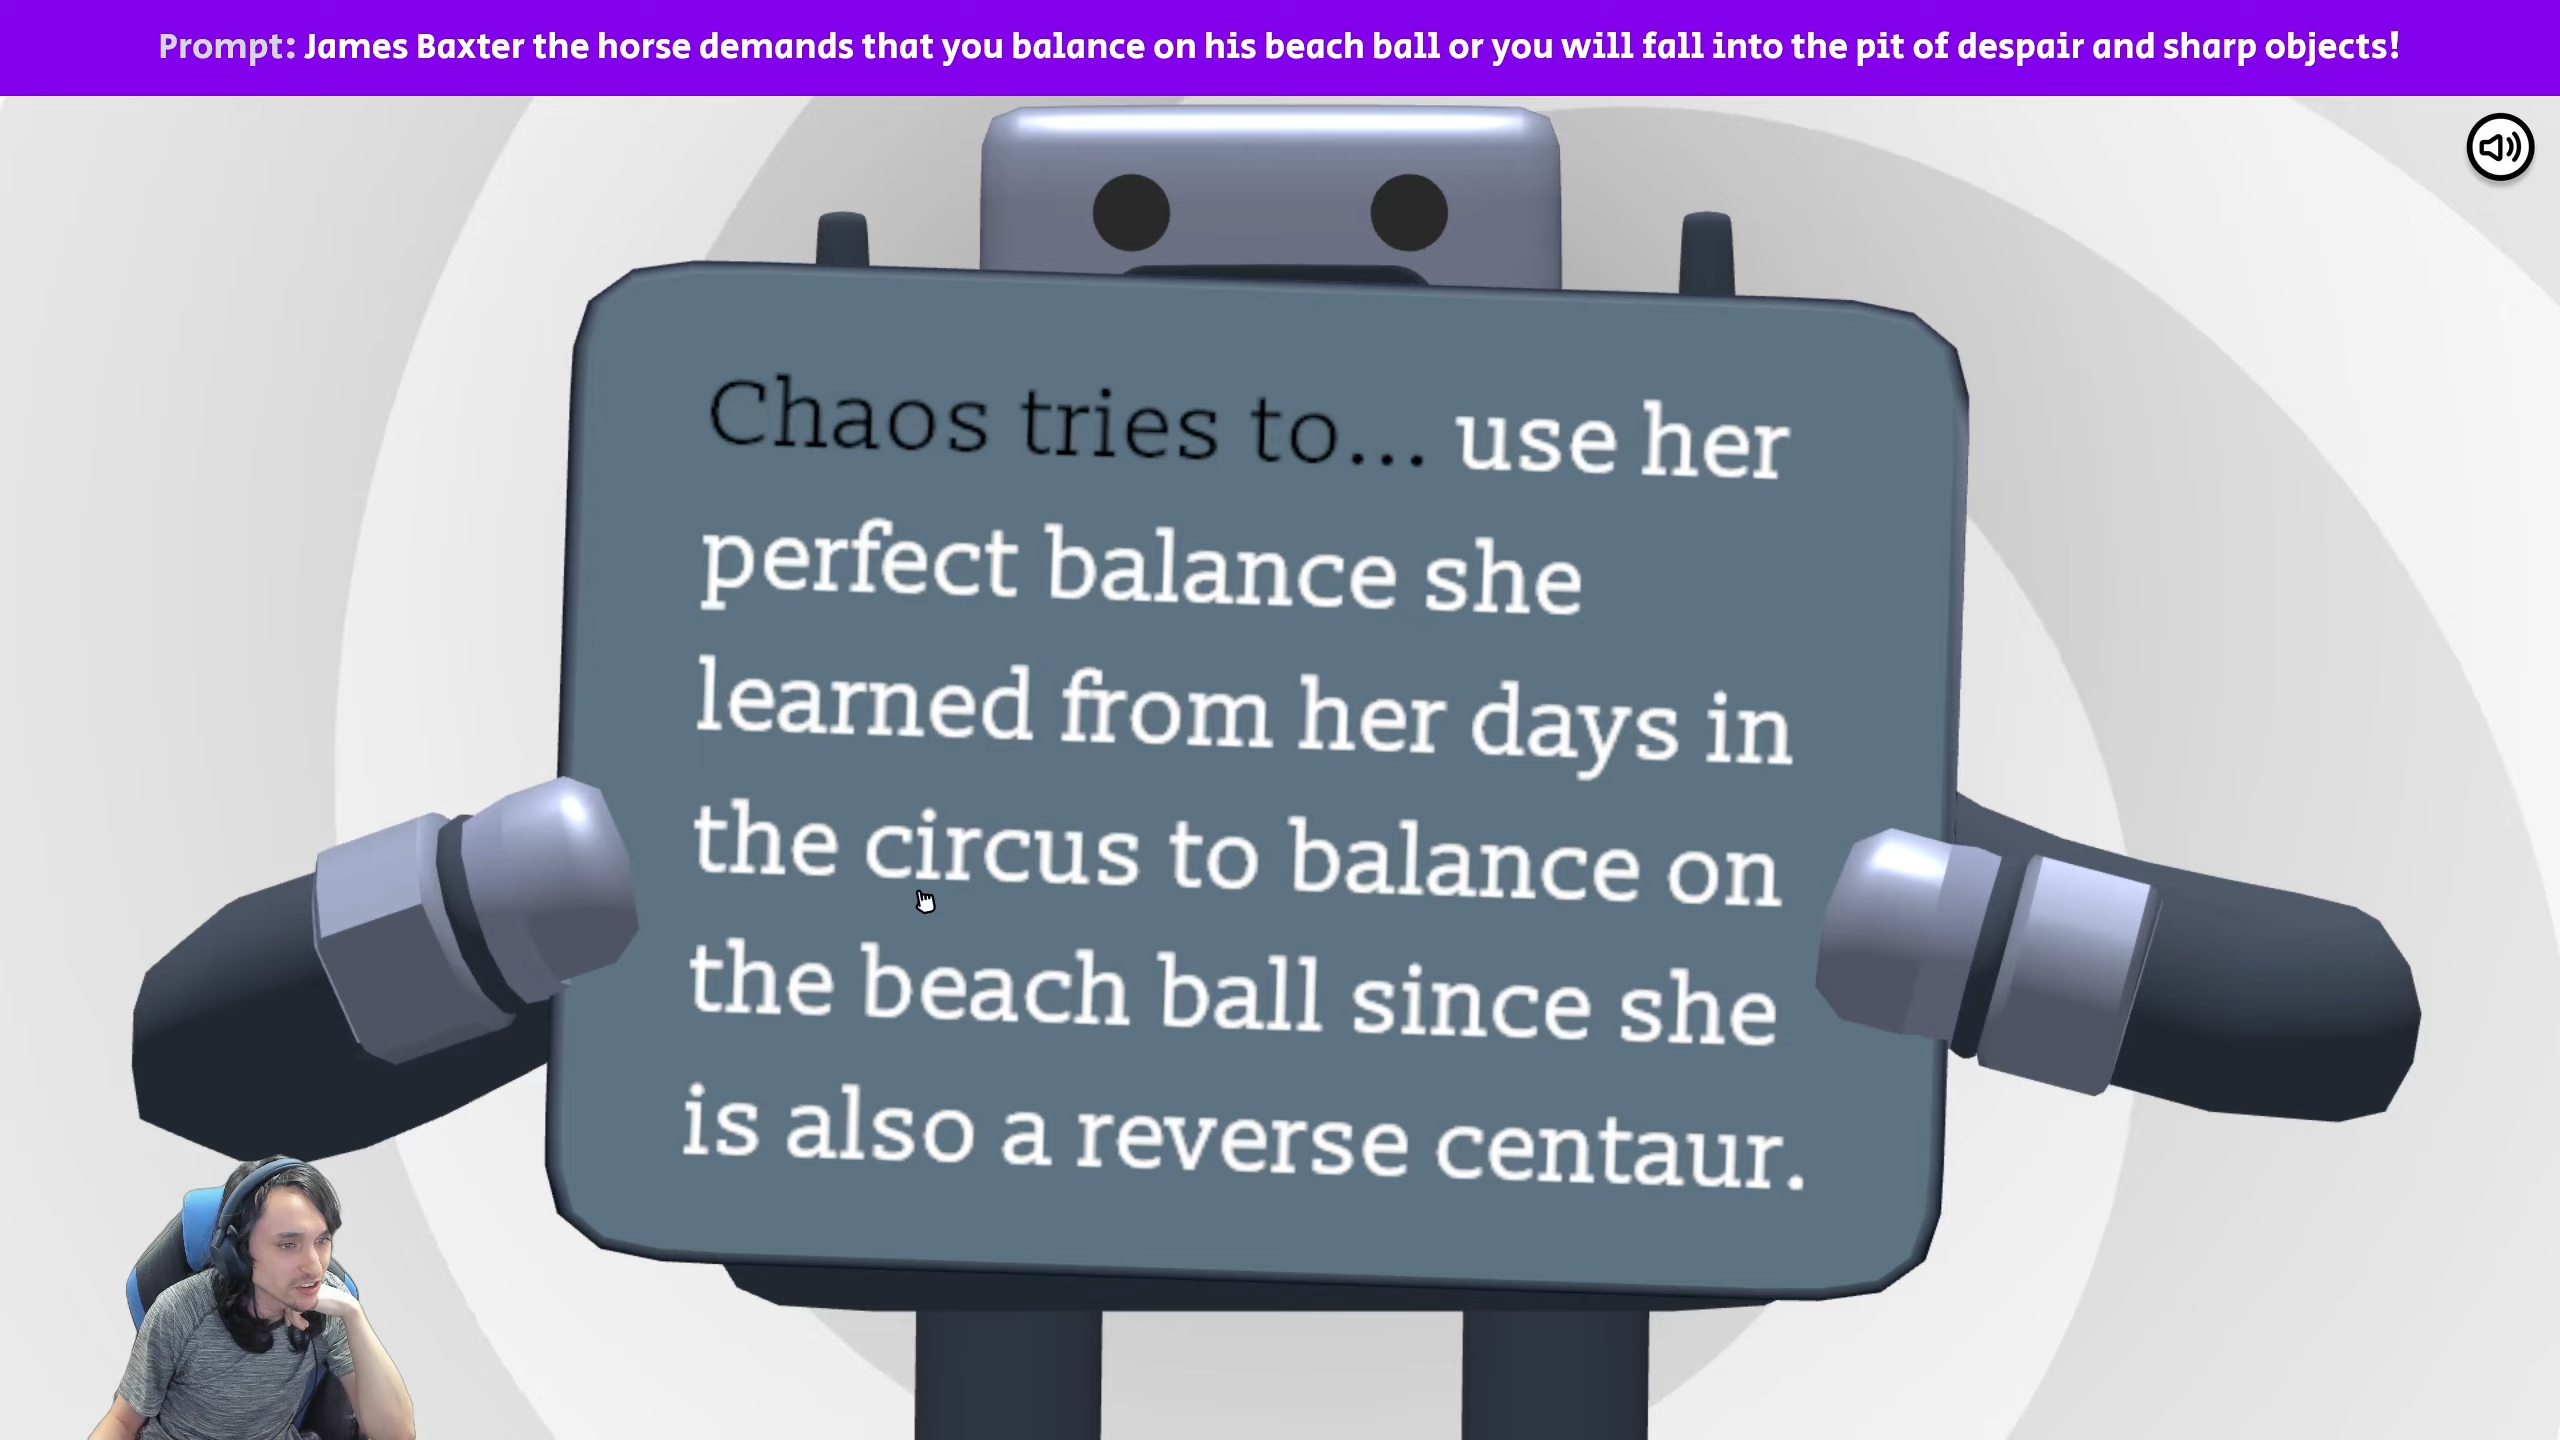 Prompt: James Baxter the horse demands that you balance on his beach ball or you will fall into the pit of despair and sharp objects!
Chaos tries to... use her
perfect balance she
learned from her days in
the circus to balance on
the beach ball since she
is also a reverse centaur.